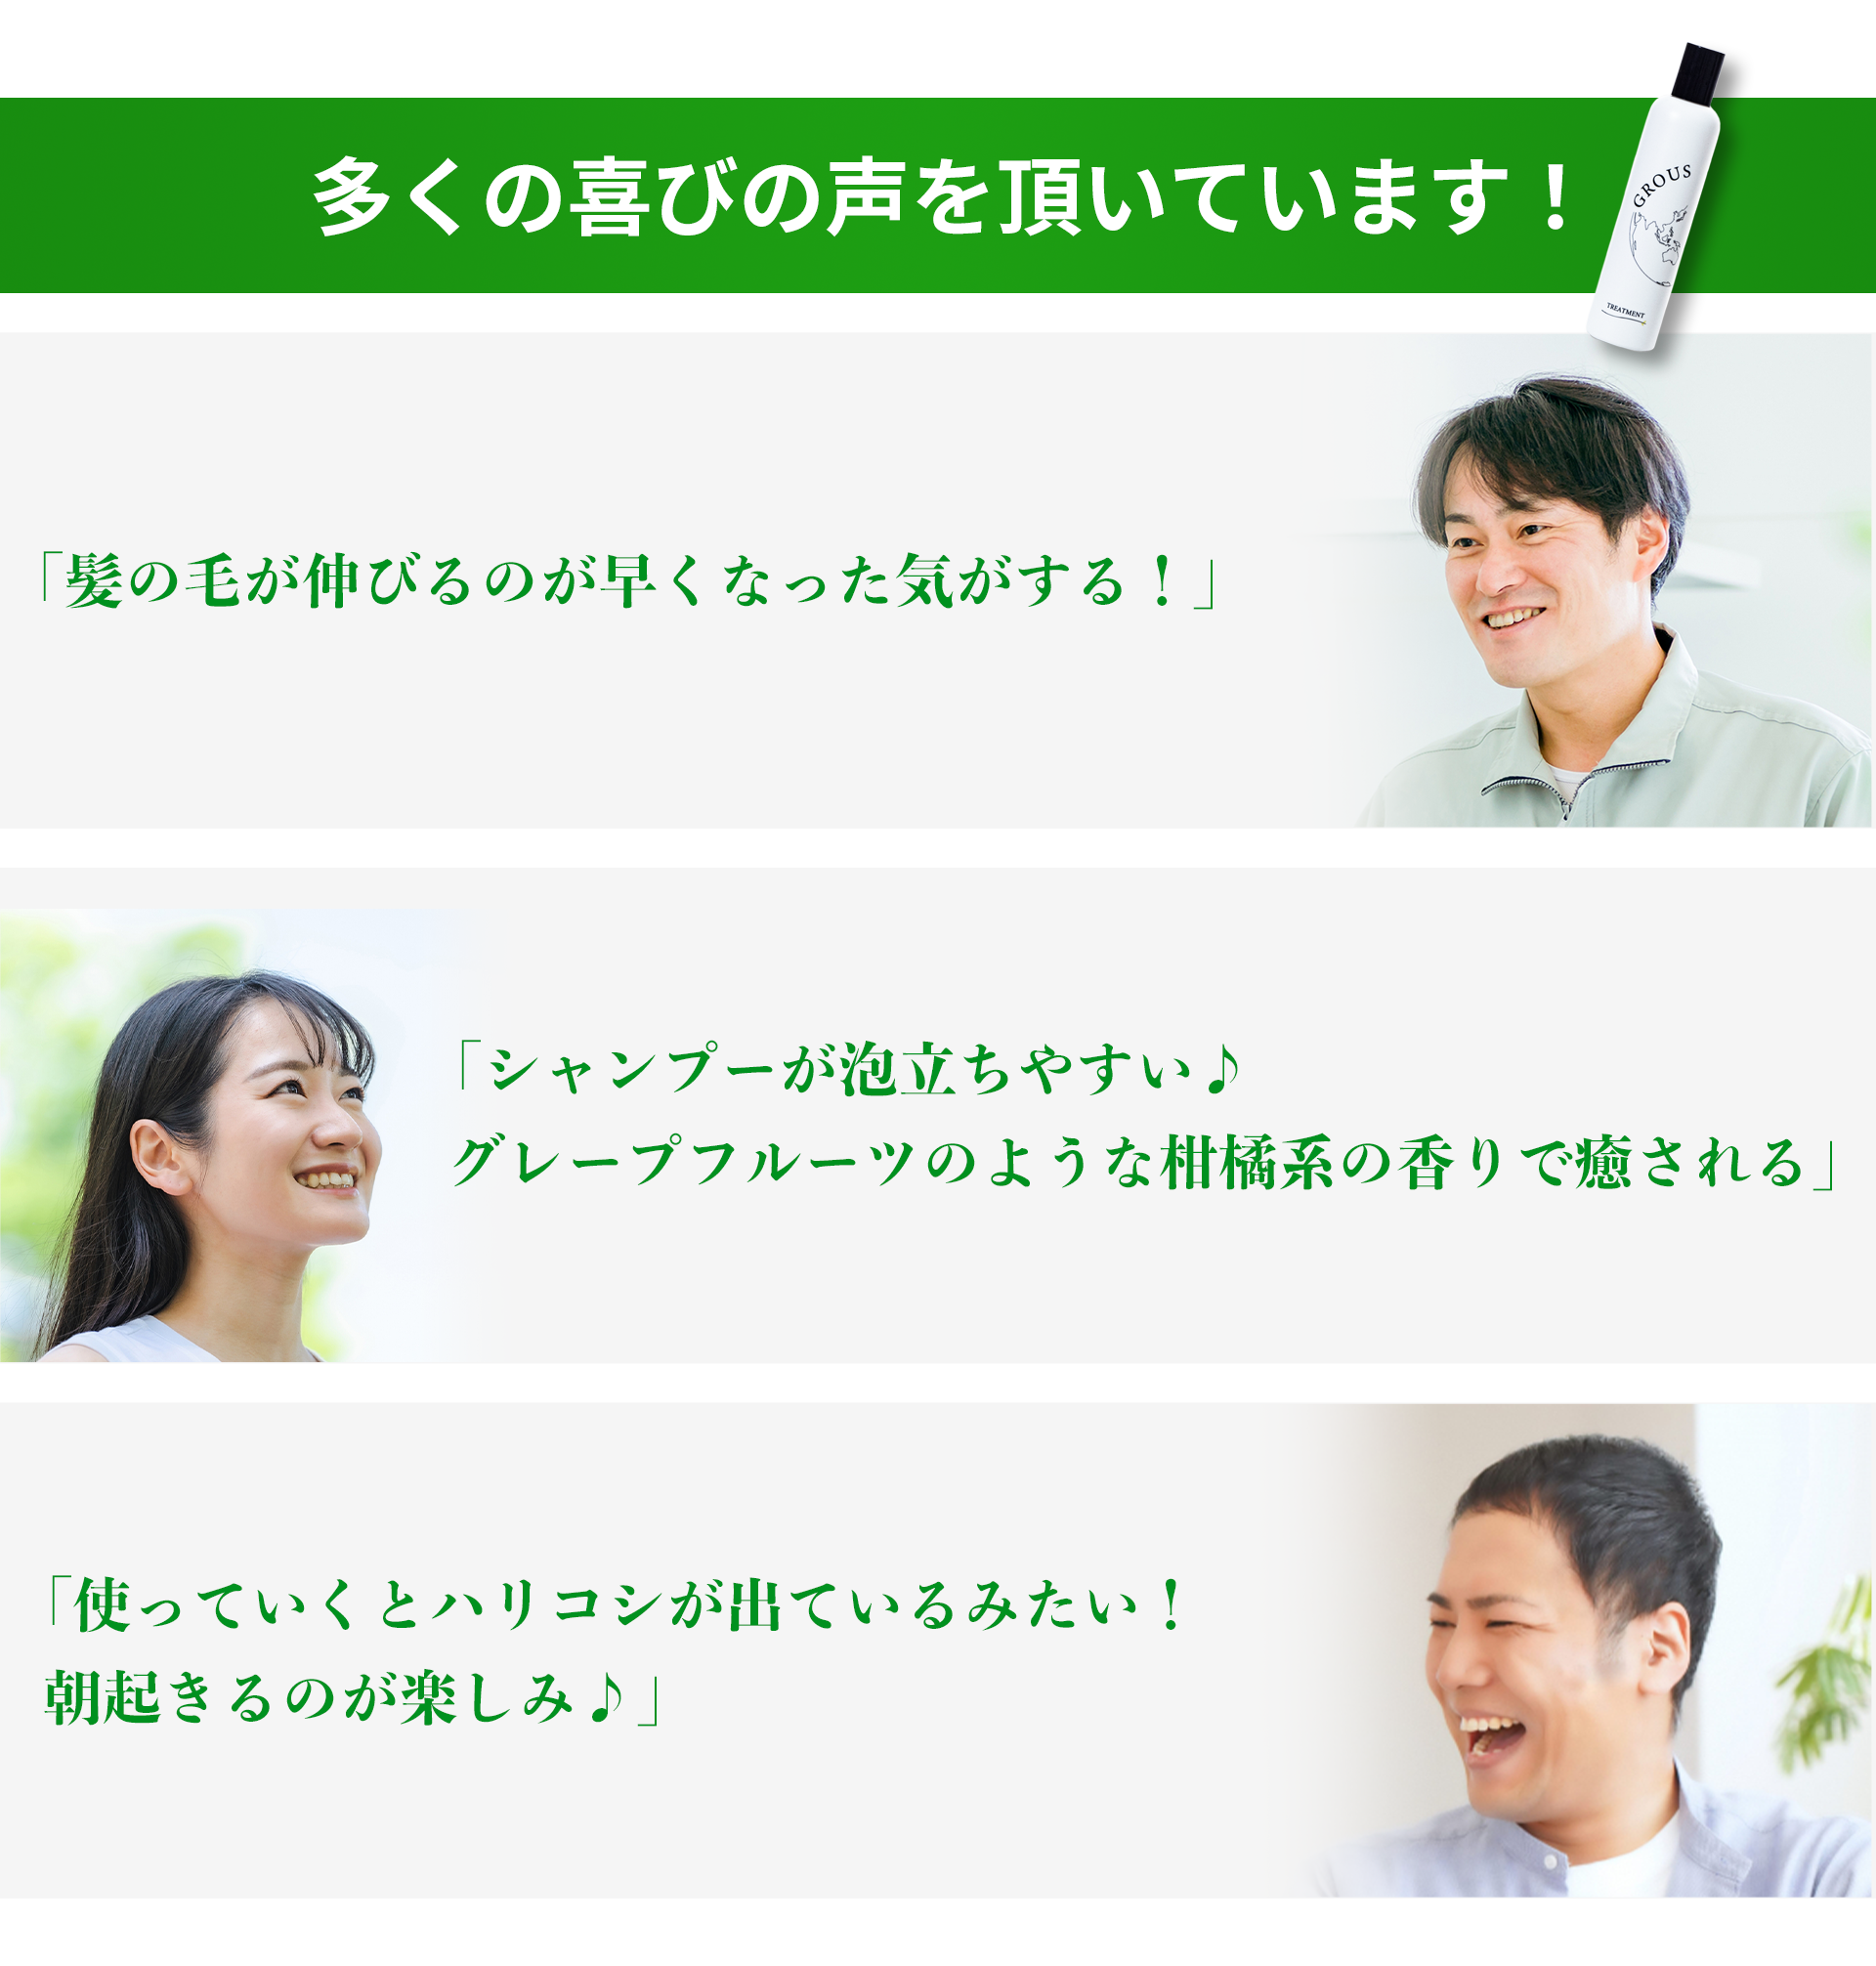 多くの喜びの声を頂いています！
GROUS
TREATMENT
「髪の毛が伸びるのが早くなった気がする！」
「シャンプーが泡立ちやすい♪
グレープフルーツのような柑橘系の香りで癒される」
「使っていくとハリコシが出ているみたい！
朝起きるのが楽しみ♪」